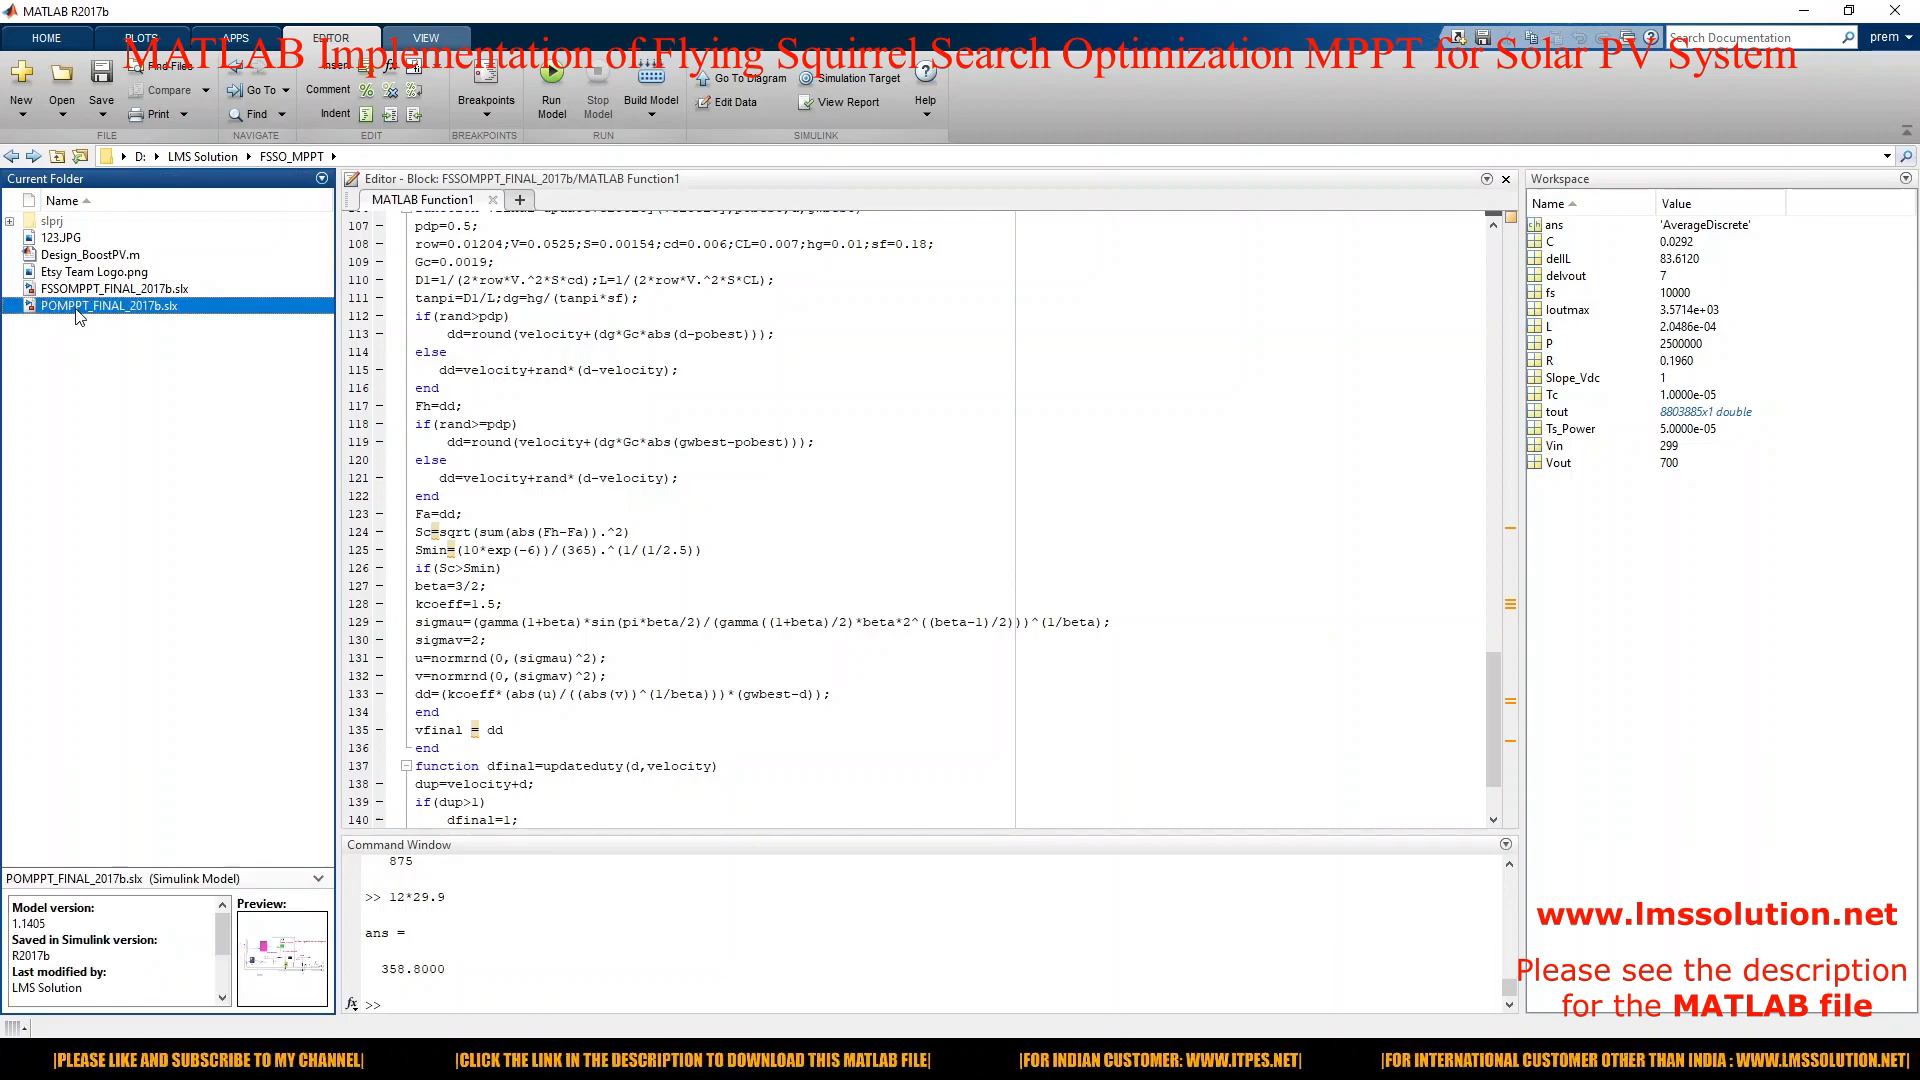 MATLAB R2017b
HOME PLOTS APPS EDITOR VIEW
Search Documentation
prem
MATLAB Implementation of Flying Squirrel Search Optimization MPPT for Solar PV System
New Open Save
Find Files
Compare
Print
Go To
Find
Insert
Comment
Indent
Breakpoints
Run Model
Stop Model
Build Model
Go To Diagram
Edit Data
Simulation Target
View Report
Help
FILE NAVIGATE EDIT BREAKPOINTS RUN SIMULINK
D: LMS Solution FSSO_MPPT
Current Folder
Name
slprj
123.JPG
Design_BoostPV.m
Etsy Team Logo.png
FSSOMPPT_FINAL_2017b.slx
POMPPT_FINAL_2017b.slx
POMPPT_FINAL_2017b.slx (Simulink Model)
Model version:
1.1405
Saved in Simulink version:
R2017b
Last modified by:
LMS Solution
Preview:
Editor - Block: FSSOMPPT_FINAL_2017b/MATLAB Function1
MATLAB Function1
107 pdp=0.5;
108 row=0.01204;V=0.0525;S=0.00154;cd=0.006;CL=0.007;hg=0.01;sf=0.18;
109 Gc=0.0019;
110 D1=1/(2*row*V.^2*S*cd);L=1/(2*row*V.^2*S*CL);
111 tanpi=D1/L;dg=hg/(tanpi*sf);
112 if(rand>pdp)
113 dd=round(velocity+(dg*Gc*abs(d-pobest)));
114 else
115 dd=velocity+rand*(d-velocity);
116 end
117 Fh=dd;
118 if(rand>=pdp)
119 dd=round(velocity+(dg*Gc*abs(gwbest-pobest)));
120 else
121 dd=velocity+rand*(d-velocity);
122 end
123 Fa=dd;
124 Sc=sqrt(sum(abs(Fh-Fa)).^2)
125 Smin=(10*exp(-6))/(365).^(1/(1/2.5))
126 if(Sc>Smin)
127 beta=3/2;
128 kcoeff=1.5;
129 sigmau=(gamma(1+beta)*sin(pi*beta/2)/(gamma((1+beta)/2)*beta*2^((beta-1)/2)))^(1/beta);
130 sigmav=2;
131 u=normrnd(0,(sigmau)^2);
132 v=normrnd(0,(sigmav)^2);
133 dd=(kcoeff*(abs(u)/((abs(v))^(1/beta)))*(gwbest-d));
134 end
135 vfinal = dd
136 end
137 function dfinal=updateduty(d,velocity)
138 dup=velocity+d;
139 if(dup>1)
140 dfinal=1;
Command Window
875
>> 12*29.9
ans =
358.8000
fx >>
Workspace
Name Value
ans 'AverageDiscrete'
C 0.0292
dellL 83.6120
delvout 7
fs 10000
Ioutmax 3.5714e+03
L 2.0486e-04
P 2500000
R 0.1960
Slope_Vdc 1
Tc 1.0000e-05
tout 8803885x1 double
Ts_Power 5.0000e-05
Vin 299
Vout 700
www.lmssolution.net
Please see the description
for the MATLAB file
|PLEASE LIKE AND SUBSCRIBE TO MY CHANNEL| |CLICK THE LINK IN THE DESCRIPTION TO DOWNLOAD THIS MATLAB FILE| |FOR INDIAN CUSTOMER: WWW.ITPES.NET| |FOR INTERNATIONAL CUSTOMER OTHER THAN INDIA : WWW.LMSSOLUTION.NET|